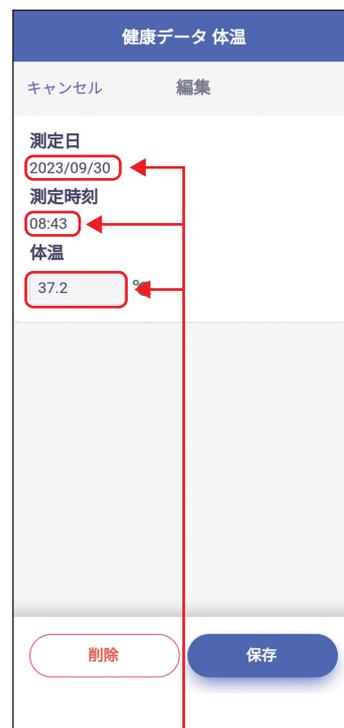 健康データ 体温
キャンセル
編集
測定日
2023/09/30
測定時刻
08:43
体温
37.2
削除
保存